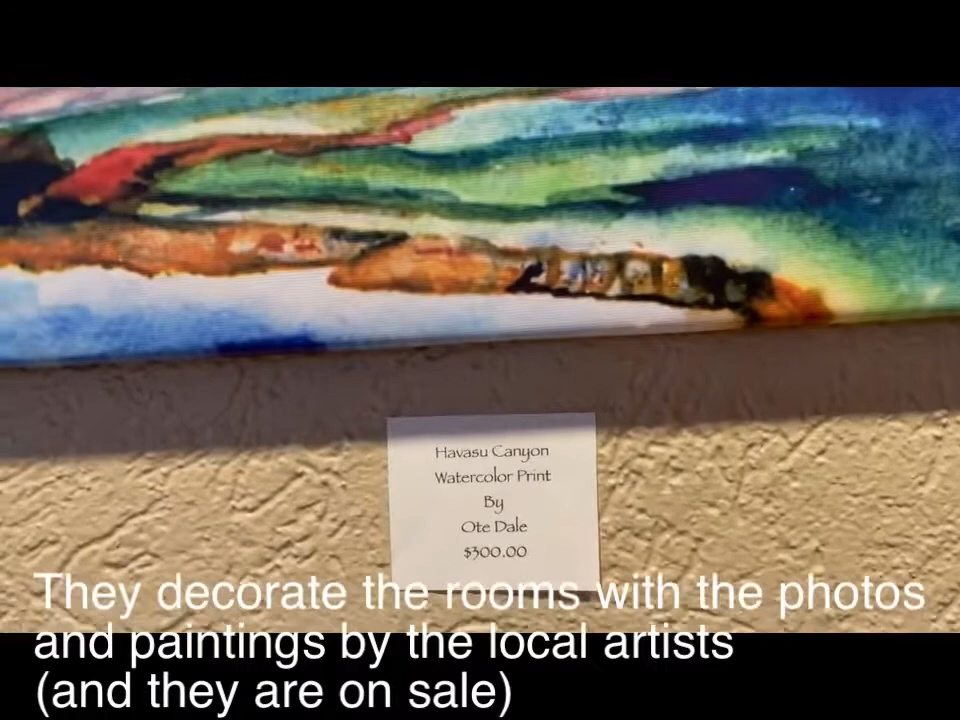 Havasu Canyon
Watercolor Print
By
Ote Dale
$300.00
They decorate the rooms with the photos
and paintings by the local artists
(and they are on sale)